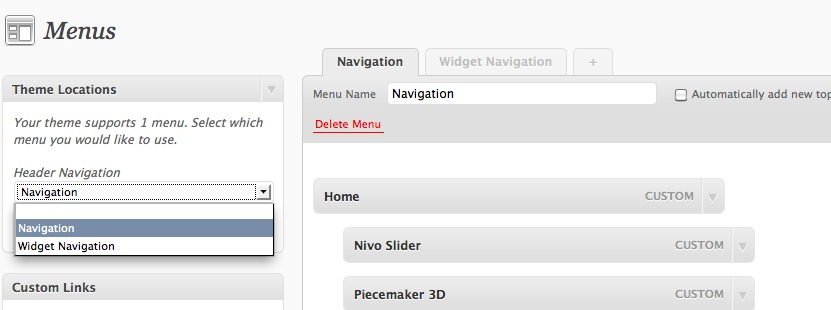 Menus
Navigation
Widget Navigation
+
Theme Locations
Your theme supports 1 menu. Select which
menu you would like to use.
Header Navigation
Navigation
Navigation
Widget Navigation
Custom Links
Menu Name
Navigation
Automatically add new top
Delete Menu
Home
CUSTOM
Nivo Slider
CUSTOM
Piecemaker 3D
CUSTOM